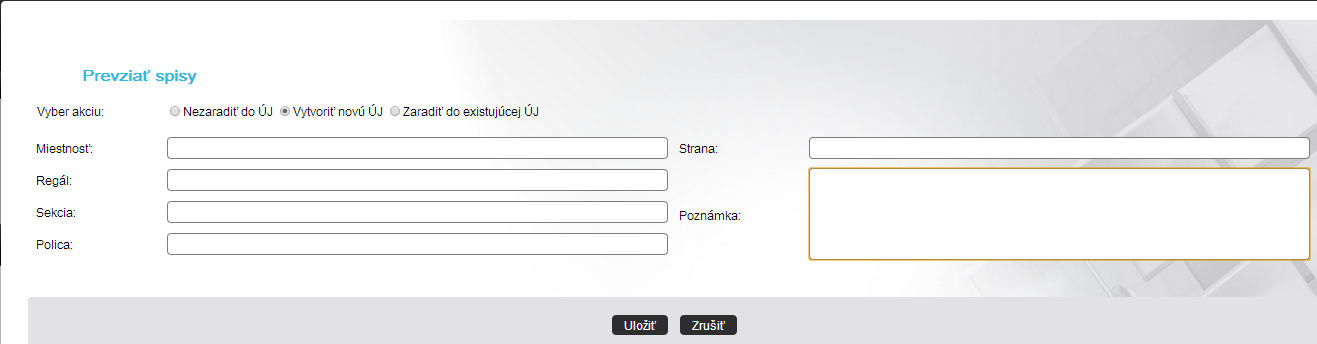 Prevziať spisy
Vyber akciu: Nezaradiť do ÚJ Vytvoriť novú ÚJ Zaradiť do existujúcej ÚJ
Miestnosť: Strana:
Regál:
Sekcia: Poznámka:
Polica:
Uložiť Zrušiť